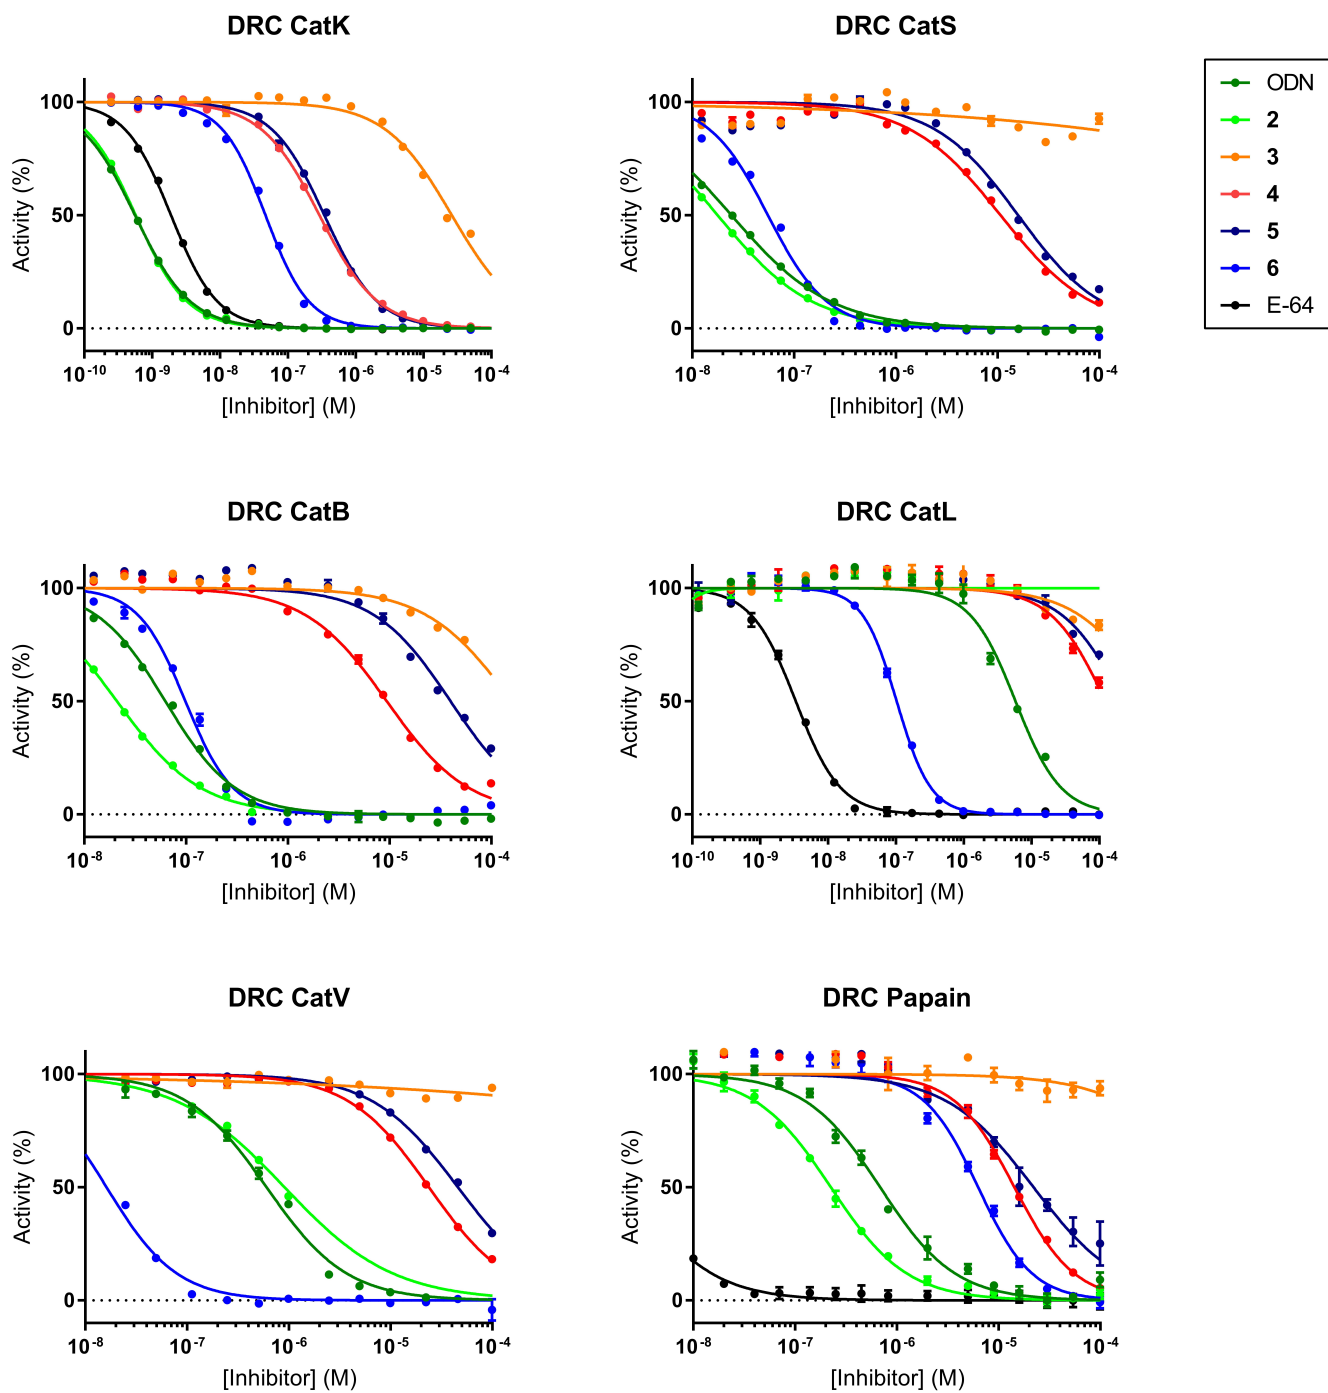 DRC CatK
100
50
0
Activity (%)
10-10 10-9 10-8 10-7 10-6 10-5 10-4
[Inhibitor] (M)
DRC CatS
100
50
0
Activity (%)
10-8 10-7 10-6 10-5 10-4
[Inhibitor] (M)
ODN
2
3
4
5
6
E-64
DRC CatB
100
50
0
Activity (%)
10-8 10-7 10-6 10-5 10-4
[Inhibitor] (M)
DRC CatL
100
50
0
Activity (%)
10-10 10-9 10-8 10-7 10-6 10-5 10-4
[Inhibitor] (M)
DRC CatV
100
50
0
Activity (%)
10-8 10-7 10-6 10-5 10-4
[Inhibitor] (M)
DRC Papain
100
50
0
Activity (%)
10-8 10-7 10-6 10-5 10-4
[Inhibitor] (M)